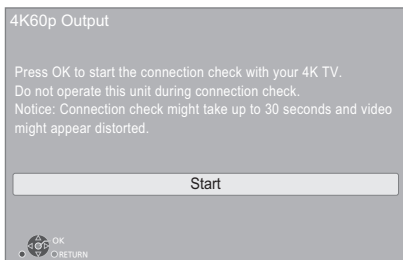 4K60p Output
Press OK to start the connection check with your 4K TV.
Do not operate this unit during connection check.
Notice: Connection check might take up to 30 seconds and video
might appear distorted.
Start
OK
RETURN